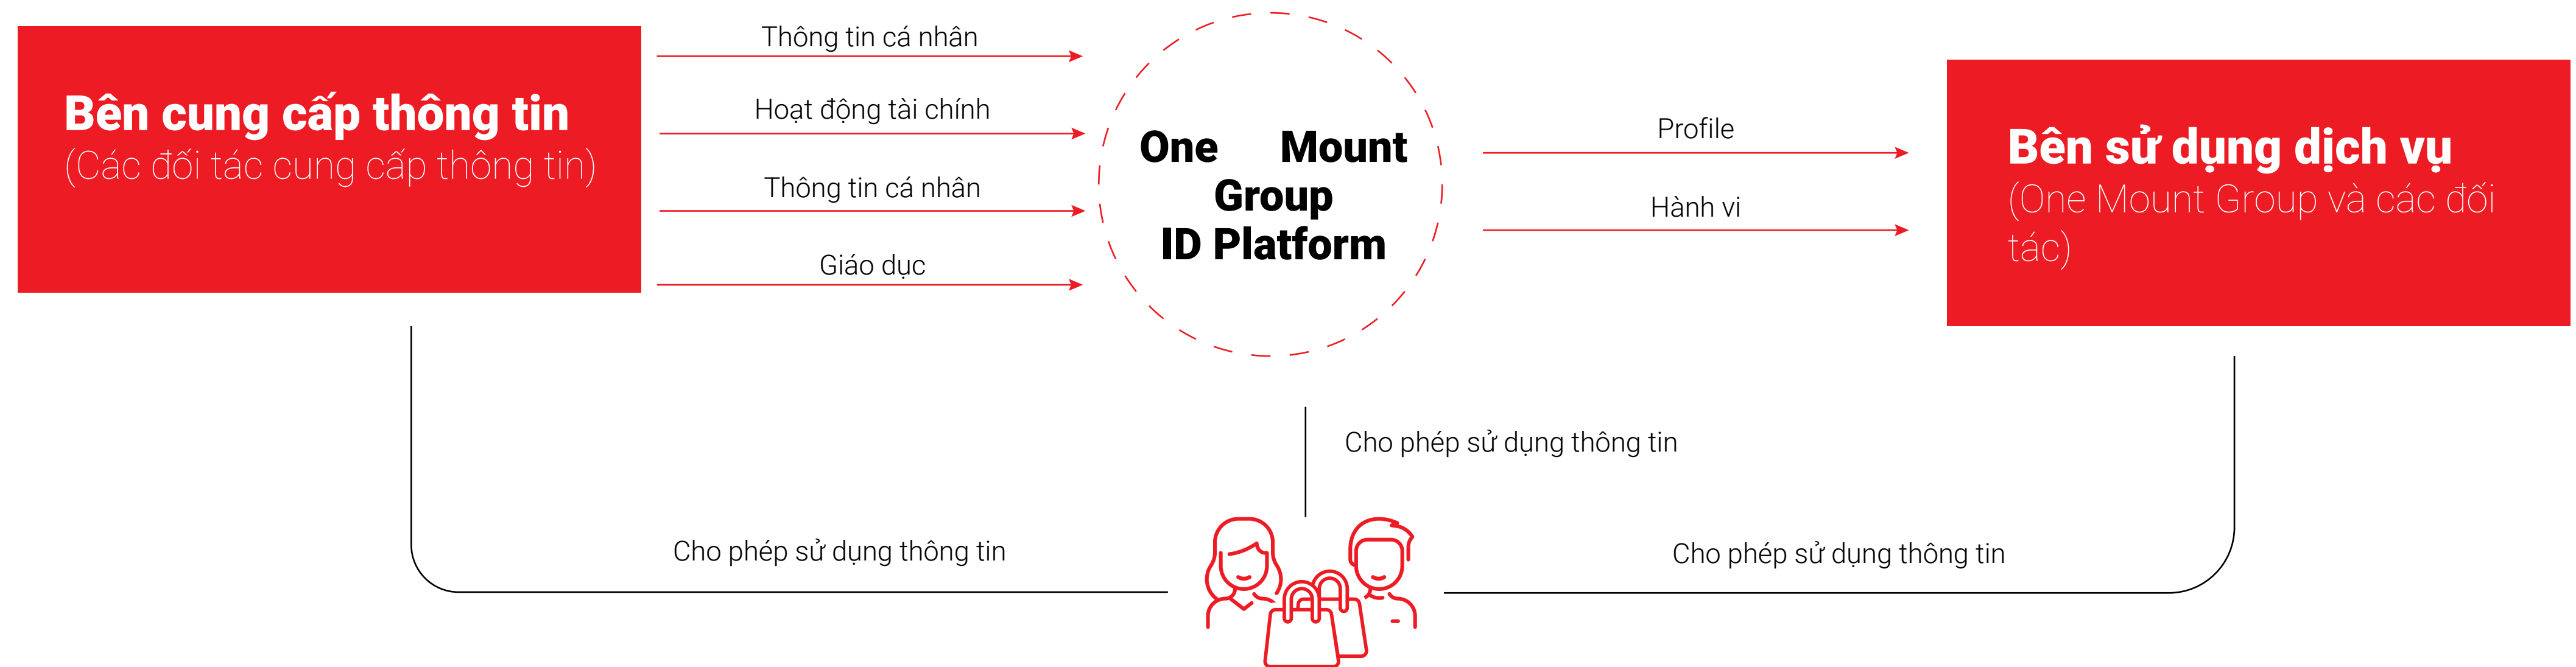 Bên cung cấp thông tin
(Các đối tác cung cấp thông tin)
Thông tin cá nhân
Hoạt động tài chính
Thông tin cá nhân
Giáo dục
One Mount
Group
ID Platform
Profile
Hành vi
Bên sử dụng dịch vụ
(One Mount Group và các đối
tác)
Cho phép sử dụng thông tin
Cho phép sử dụng thông tin
Cho phép sử dụng thông tin